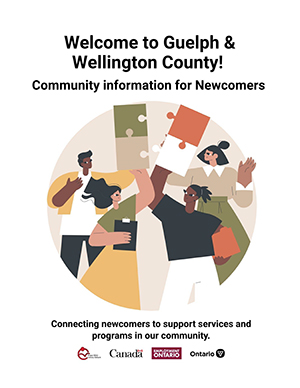 Welcome to Guelph &
Wellington County!
Community information for Newcomers
Connecting newcomers to support services and
programs in our community.
Canada
EMPLOYMENT
ONTARIO
Ontario